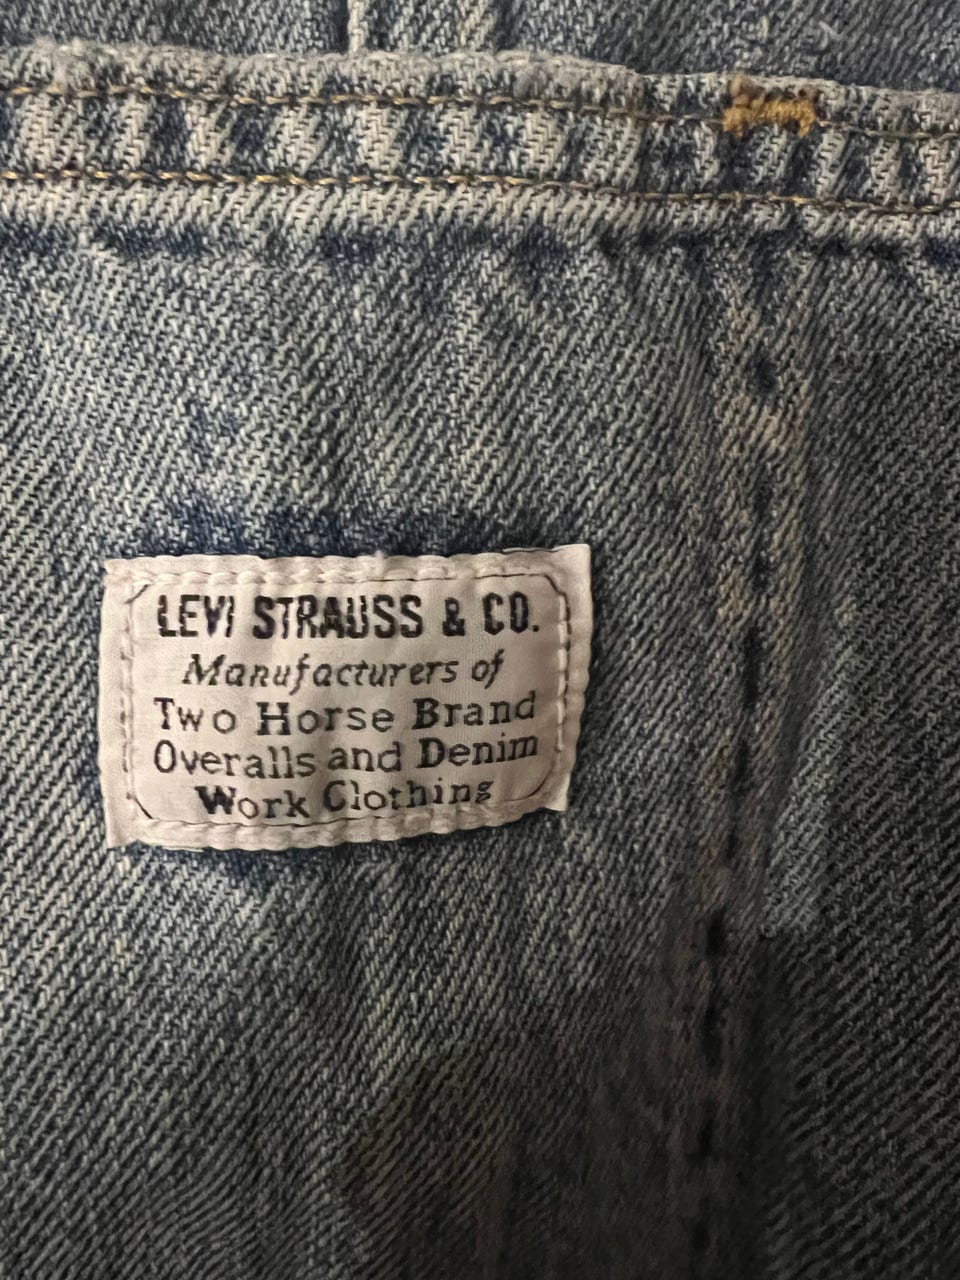 LEVI STRAUSS & CO.
Manufacturers of
Two Horse Brand
Overalls and Denim
Work Clothing